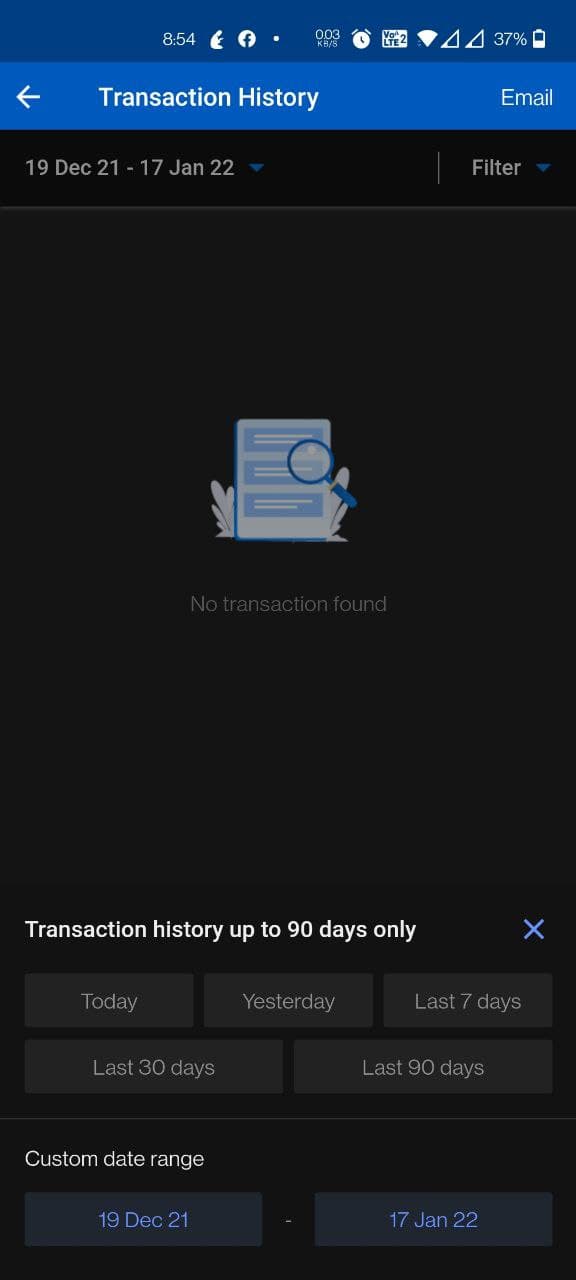 8:54 0.03 KB/S Vo LTE 2 37%
Transaction History Email
19 Dec 21 - 17 Jan 22 Filter
No transaction found
Transaction history up to 90 days only
Today Yesterday Last 7 days
Last 30 days Last 90 days
Custom date range
19 Dec 21 - 17 Jan 22